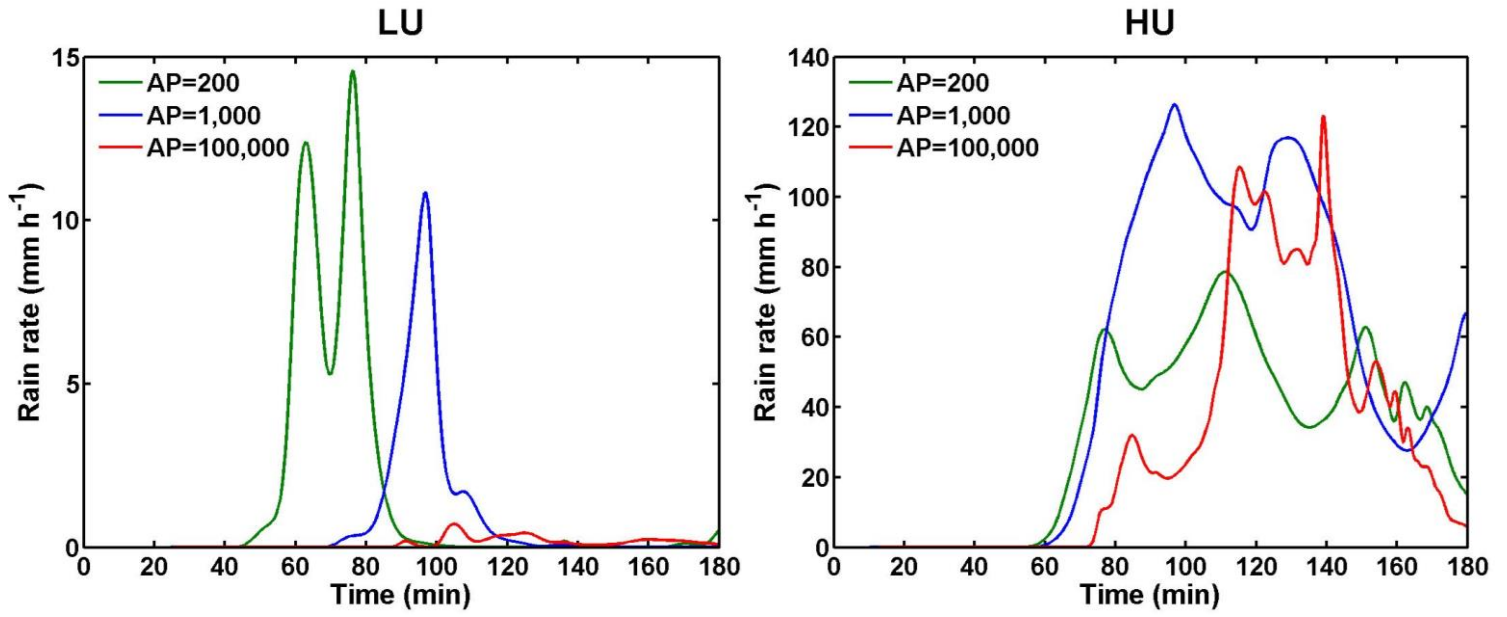 LU
15
10
5
0
AP=200
AP=1,000
AP=100,000
Rain rate (mm h-1)
0 20 40 60 80 100 120 140 160 180
Time (min)
HU
140
120
100
80
60
40
20
0
AP=200
AP=1,000
AP=100,000
Rain rate (mm h-1)
0 20 40 60 80 100 120 140 160 180
Time (min)